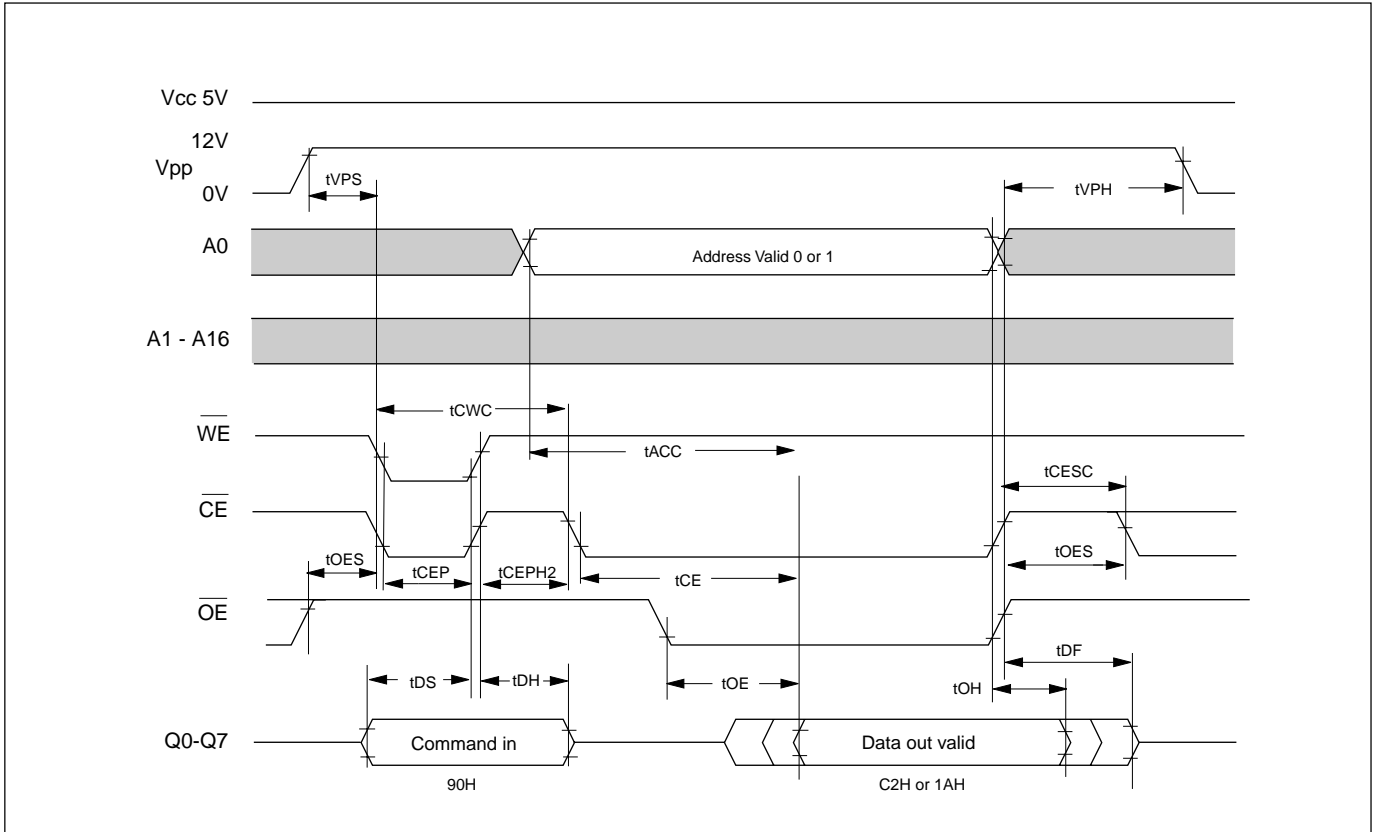 Vcc 5V
12V
Vpp
0V
tVPS
tVPH
A0
Address Valid 0 or 1
A1 - A16
tCWC
WE
tACC
tCESC
CE
tOES
tCEP
tCEPH2
tCE
tOES
OE
tDF
tDS
tDH
tOE
tOH
Q0-Q7
Command in
Data out valid
90H
C2H or 1AH